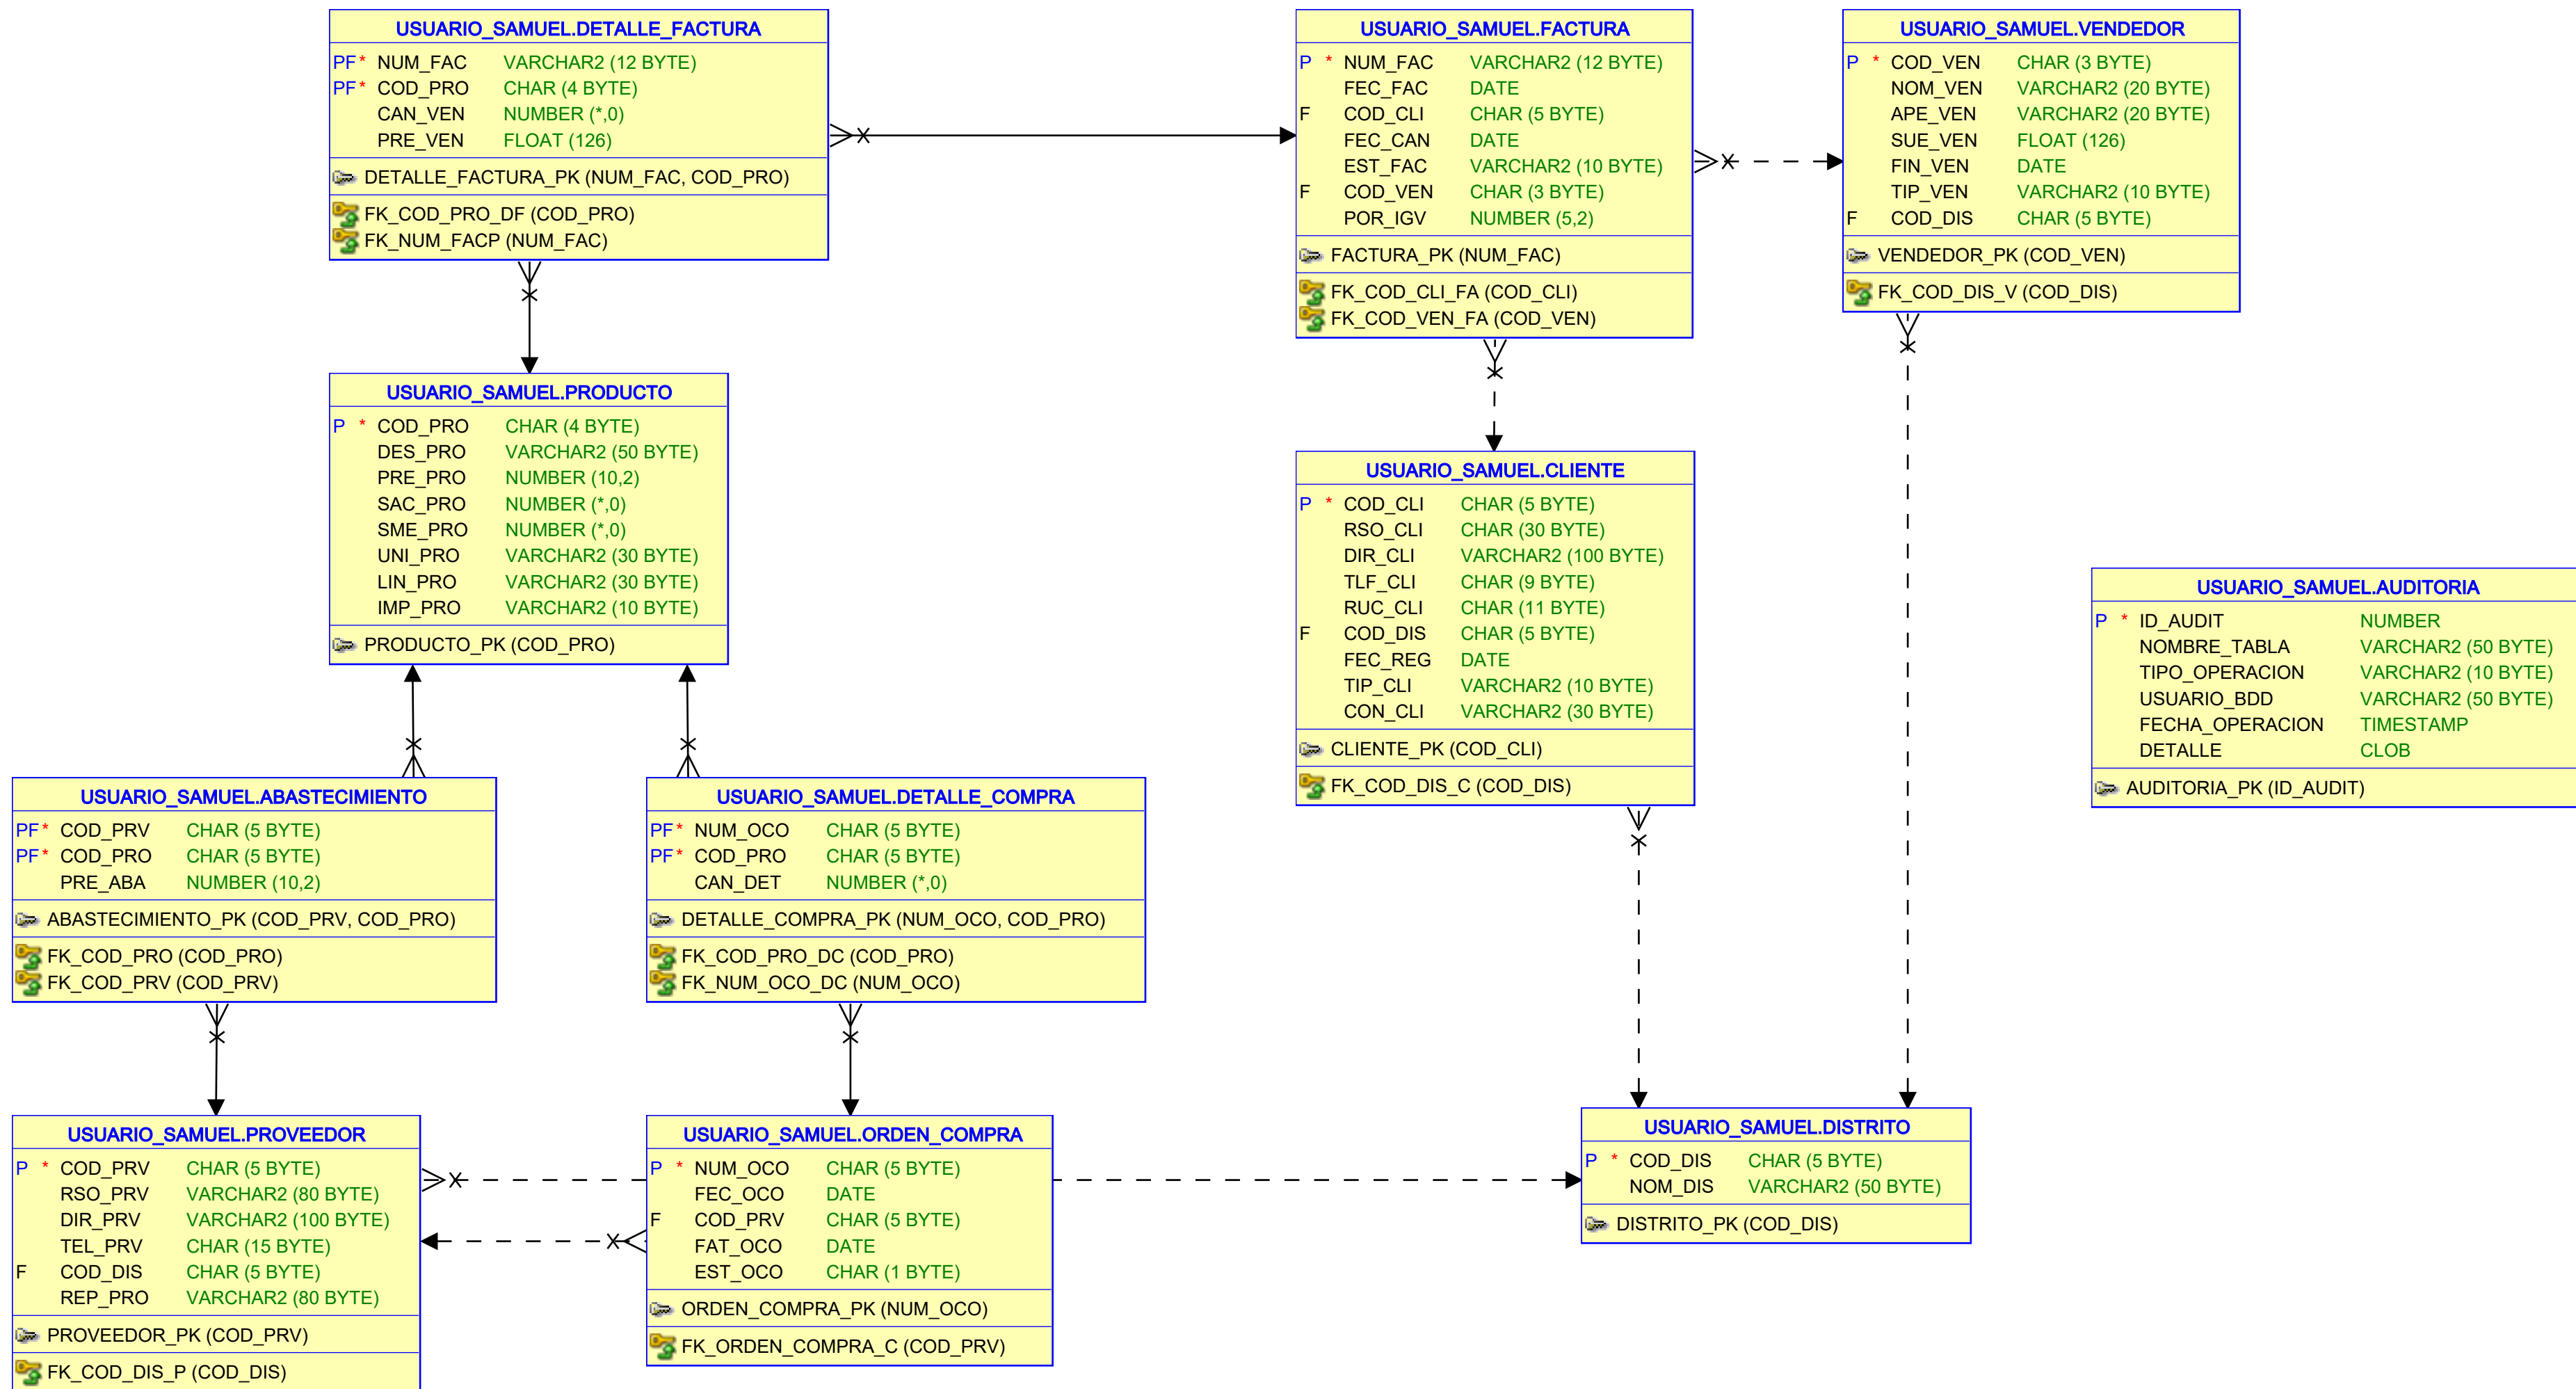 USUARIO_SAMUEL.DETALLE_FACTURA
PF * NUM_FAC VARCHAR2 (12 BYTE)
PF * COD_PRO CHAR (4 BYTE)
CAN_VEN NUMBER (*,0)
PRE_VEN FLOAT (126)
DETALLE_FACTURA_PK (NUM_FAC, COD_PRO)
FK_COD_PRO_DF (COD_PRO)
FK_NUM_FACP (NUM_FAC)
USUARIO_SAMUEL.FACTURA
P * NUM_FAC VARCHAR2 (12 BYTE)
FEC_FAC DATE
F COD_CLI CHAR (5 BYTE)
FEC_CAN DATE
EST_FAC VARCHAR2 (10 BYTE)
F COD_VEN CHAR (3 BYTE)
POR_IGV NUMBER (5,2)
FACTURA_PK (NUM_FAC)
FK_COD_CLI_FA (COD_CLI)
FK_COD_VEN_FA (COD_VEN)
USUARIO_SAMUEL.VENDEDOR
P * COD_VEN CHAR (3 BYTE)
NOM_VEN VARCHAR2 (20 BYTE)
APE_VEN VARCHAR2 (20 BYTE)
SUE_VEN FLOAT (126)
FIN_VEN DATE
TIP_VEN VARCHAR2 (10 BYTE)
F COD_DIS CHAR (5 BYTE)
VENDEDOR_PK (COD_VEN)
FK_COD_DIS_V (COD_DIS)
USUARIO_SAMUEL.PRODUCTO
P * COD_PRO CHAR (4 BYTE)
DES_PRO VARCHAR2 (50 BYTE)
PRE_PRO NUMBER (10,2)
SAC_PRO NUMBER (*,0)
SME_PRO NUMBER (*,0)
UNI_PRO VARCHAR2 (30 BYTE)
LIN_PRO VARCHAR2 (30 BYTE)
IMP_PRO VARCHAR2 (10 BYTE)
PRODUCTO_PK (COD_PRO)
USUARIO_SAMUEL.CLIENTE
P * COD_CLI CHAR (5 BYTE)
RSO_CLI CHAR (30 BYTE)
DIR_CLI VARCHAR2 (100 BYTE)
TLF_CLI CHAR (9 BYTE)
RUC_CLI CHAR (11 BYTE)
F COD_DIS CHAR (5 BYTE)
FEC_REG DATE
TIP_CLI VARCHAR2 (10 BYTE)
CON_CLI VARCHAR2 (30 BYTE)
CLIENTE_PK (COD_CLI)
FK_COD_DIS_C (COD_DIS)
USUARIO_SAMUEL.AUDITORIA
P * ID_AUDIT NUMBER
NOMBRE_TABLA VARCHAR2 (50 BYTE)
TIPO_OPERACION VARCHAR2 (10 BYTE)
USUARIO_BDD VARCHAR2 (50 BYTE)
FECHA_OPERACION TIMESTAMP
DETALLE CLOB
AUDITORIA_PK (ID_AUDIT)
USUARIO_SAMUEL.ABASTECIMIENTO
PF * COD_PRV CHAR (5 BYTE)
PF * COD_PRO CHAR (5 BYTE)
PRE_ABA NUMBER (10,2)
ABASTECIMIENTO_PK (COD_PRV, COD_PRO)
FK_COD_PRO (COD_PRO)
FK_COD_PRV (COD_PRV)
USUARIO_SAMUEL.DETALLE_COMPRA
PF * NUM_OCO CHAR (5 BYTE)
PF * COD_PRO CHAR (5 BYTE)
CAN_DET NUMBER (*,0)
DETALLE_COMPRA_PK (NUM_OCO, COD_PRO)
FK_COD_PRO_DC (COD_PRO)
FK_NUM_OCO_DC (NUM_OCO)
USUARIO_SAMUEL.PROVEEDOR
P * COD_PRV CHAR (5 BYTE)
RSO_PRV VARCHAR2 (80 BYTE)
DIR_PRV VARCHAR2 (100 BYTE)
TEL_PRV CHAR (15 BYTE)
F COD_DIS CHAR (5 BYTE)
REP_PRO VARCHAR2 (80 BYTE)
PROVEEDOR_PK (COD_PRV)
FK_COD_DIS_P (COD_DIS)
USUARIO_SAMUEL.ORDEN_COMPRA
P * NUM_OCO CHAR (5 BYTE)
FEC_OCO DATE
F COD_PRV CHAR (5 BYTE)
FAT_OCO DATE
EST_OCO CHAR (1 BYTE)
ORDEN_COMPRA_PK (NUM_OCO)
FK_ORDEN_COMPRA_C (COD_PRV)
USUARIO_SAMUEL.DISTRITO
P * COD_DIS CHAR (5 BYTE)
NOM_DIS VARCHAR2 (50 BYTE)
DISTRITO_PK (COD_DIS)